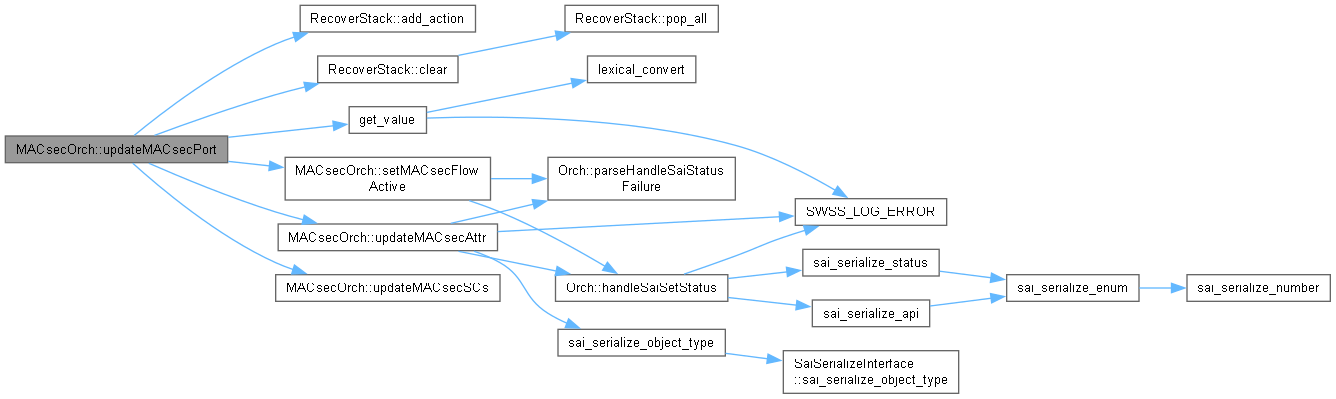 RecoverStack::add_action
RecoverStack::pop_all
RecoverStack::clear
lexical_convert
get_value
MACsecOrch::updateMACsecPort
MACsecOrch::setMACsecFlow
Active
Orch::parseHandleSaiStatus
Failure
SWSS_LOG_ERROR
MACsecOrch::updateMACsecAttr
sai_serialize_status
MACsecOrch::updateMACsecSCs
Orch::handleSaiSetStatus
sai_serialize_enum
sai_serialize_number
sai_serialize_api
sai_serialize_object_type
SaiSerializeInterface
::sai_serialize_object_type